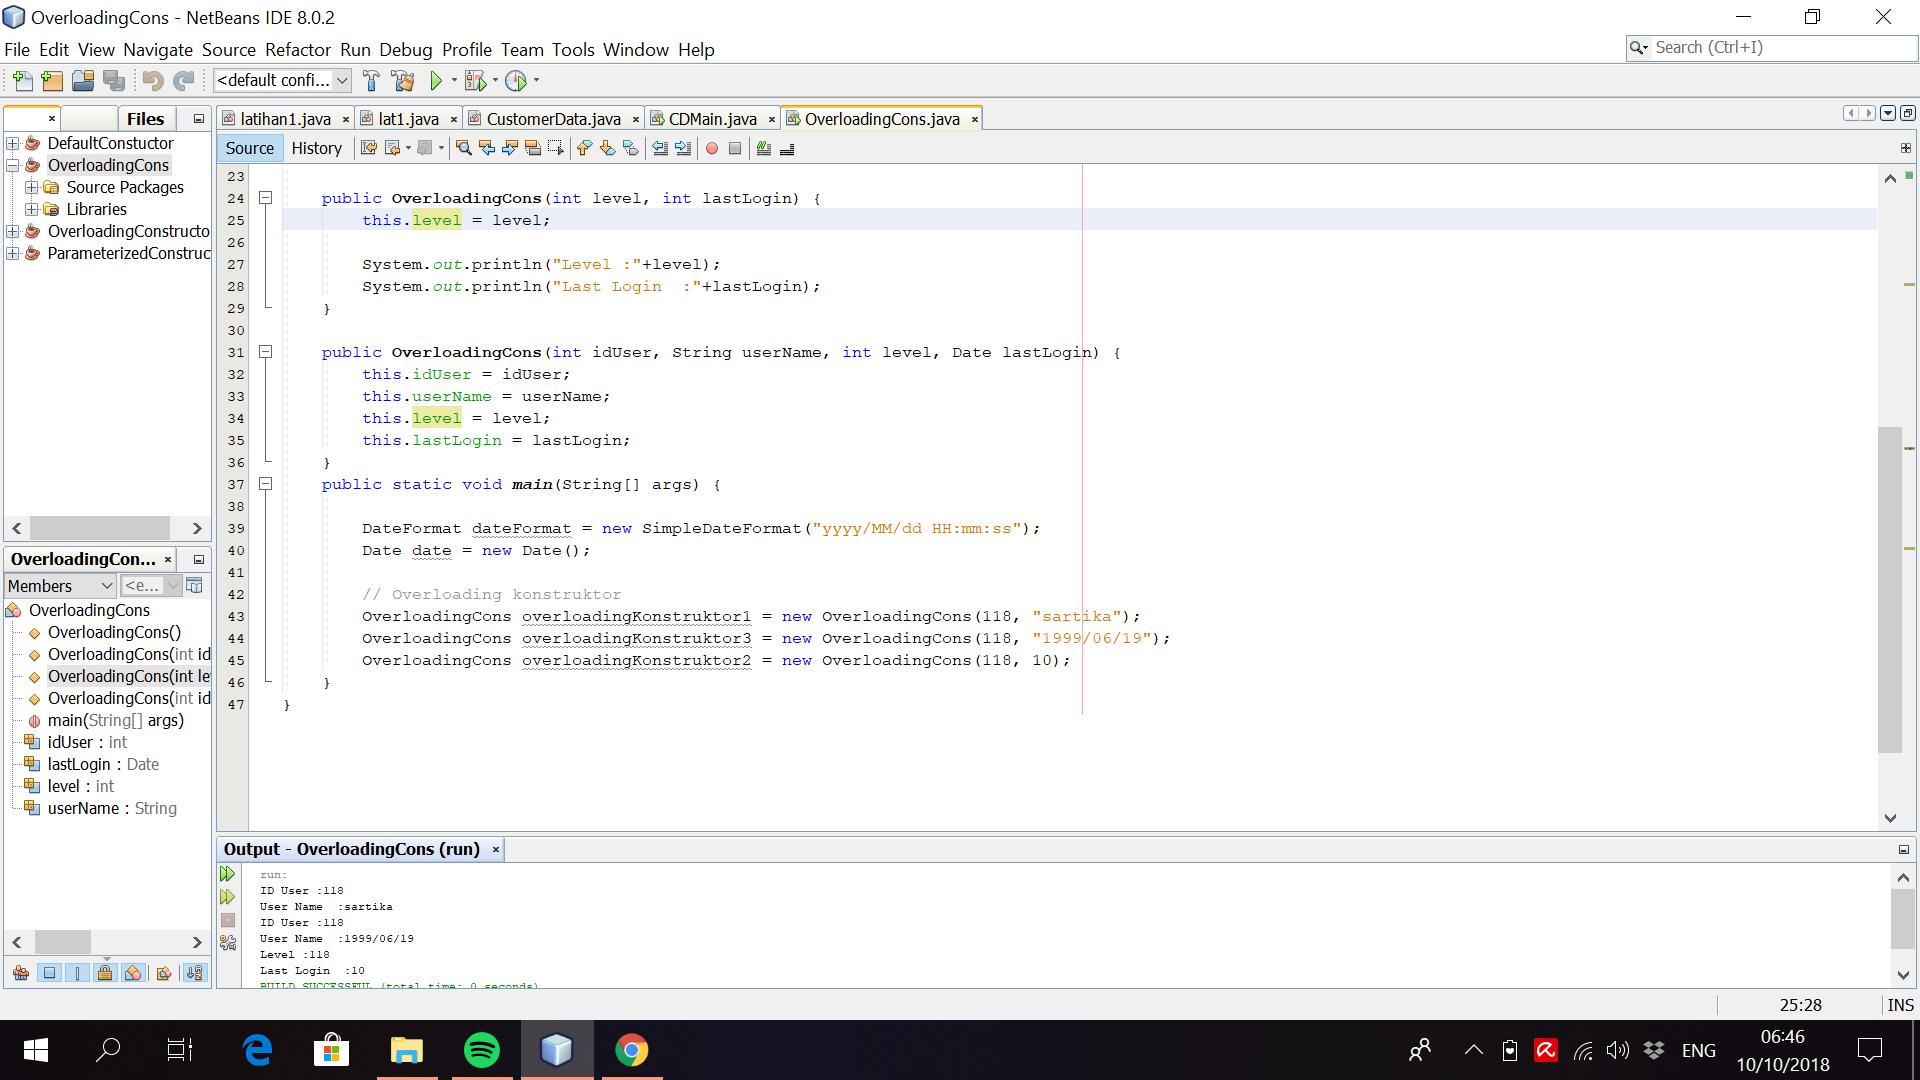 OverloadingCons - NetBeans IDE 8.0.2
File Edit View Navigate Source Refactor Run Debug Profile Team Tools Window Help
Search (Ctrl+I)
<default confi...
Files
latihan1.java
lat1.java
CustomerData.java
CDMain.java
OverloadingCons.java
DefaultConstuctor
OverloadingCons
Source Packages
Libraries
OverloadingConstructo
ParameterizedConstruc
Source History
23
24 public OverloadingCons(int level, int lastLogin) {
25 this.level = level;
26
27 System.out.println("Level :"+level);
28 System.out.println("Last Login  :"+lastLogin);
29 }
30
31 public OverloadingCons(int idUser, String userName, int level, Date lastLogin) {
32 this.idUser = idUser;
33 this.userName = userName;
34 this.level = level;
35 this.lastLogin = lastLogin;
36 }
37 public static void main(String[] args) {
38
39 DateFormat dateFormat = new SimpleDateFormat("yyyy/MM/dd HH:mm:ss");
40 Date date = new Date();
41
42 // Overloading konstruktor
43 OverloadingCons overloadingKonstruktor1 = new OverloadingCons(118, "sartika");
44 OverloadingCons overloadingKonstruktor3 = new OverloadingCons(118, "1999/06/19");
45 OverloadingCons overloadingKonstruktor2 = new OverloadingCons(118, 10);
46 }
47 }
OverloadingCon...
Members
<e...
OverloadingCons
OverloadingCons()
OverloadingCons(int id
OverloadingCons(int le
OverloadingCons(int id
main(String[] args)
idUser : int
lastLogin : Date
level : int
userName : String
Output - OverloadingCons (run)
run:
ID User :118
User Name  :sartika
ID User :118
User Name  :1999/06/19
Level :118
Last Login  :10
BUILD SUCCESSFUL (total time: 0 seconds)
25:28
INS
ENG
06:46
10/10/2018